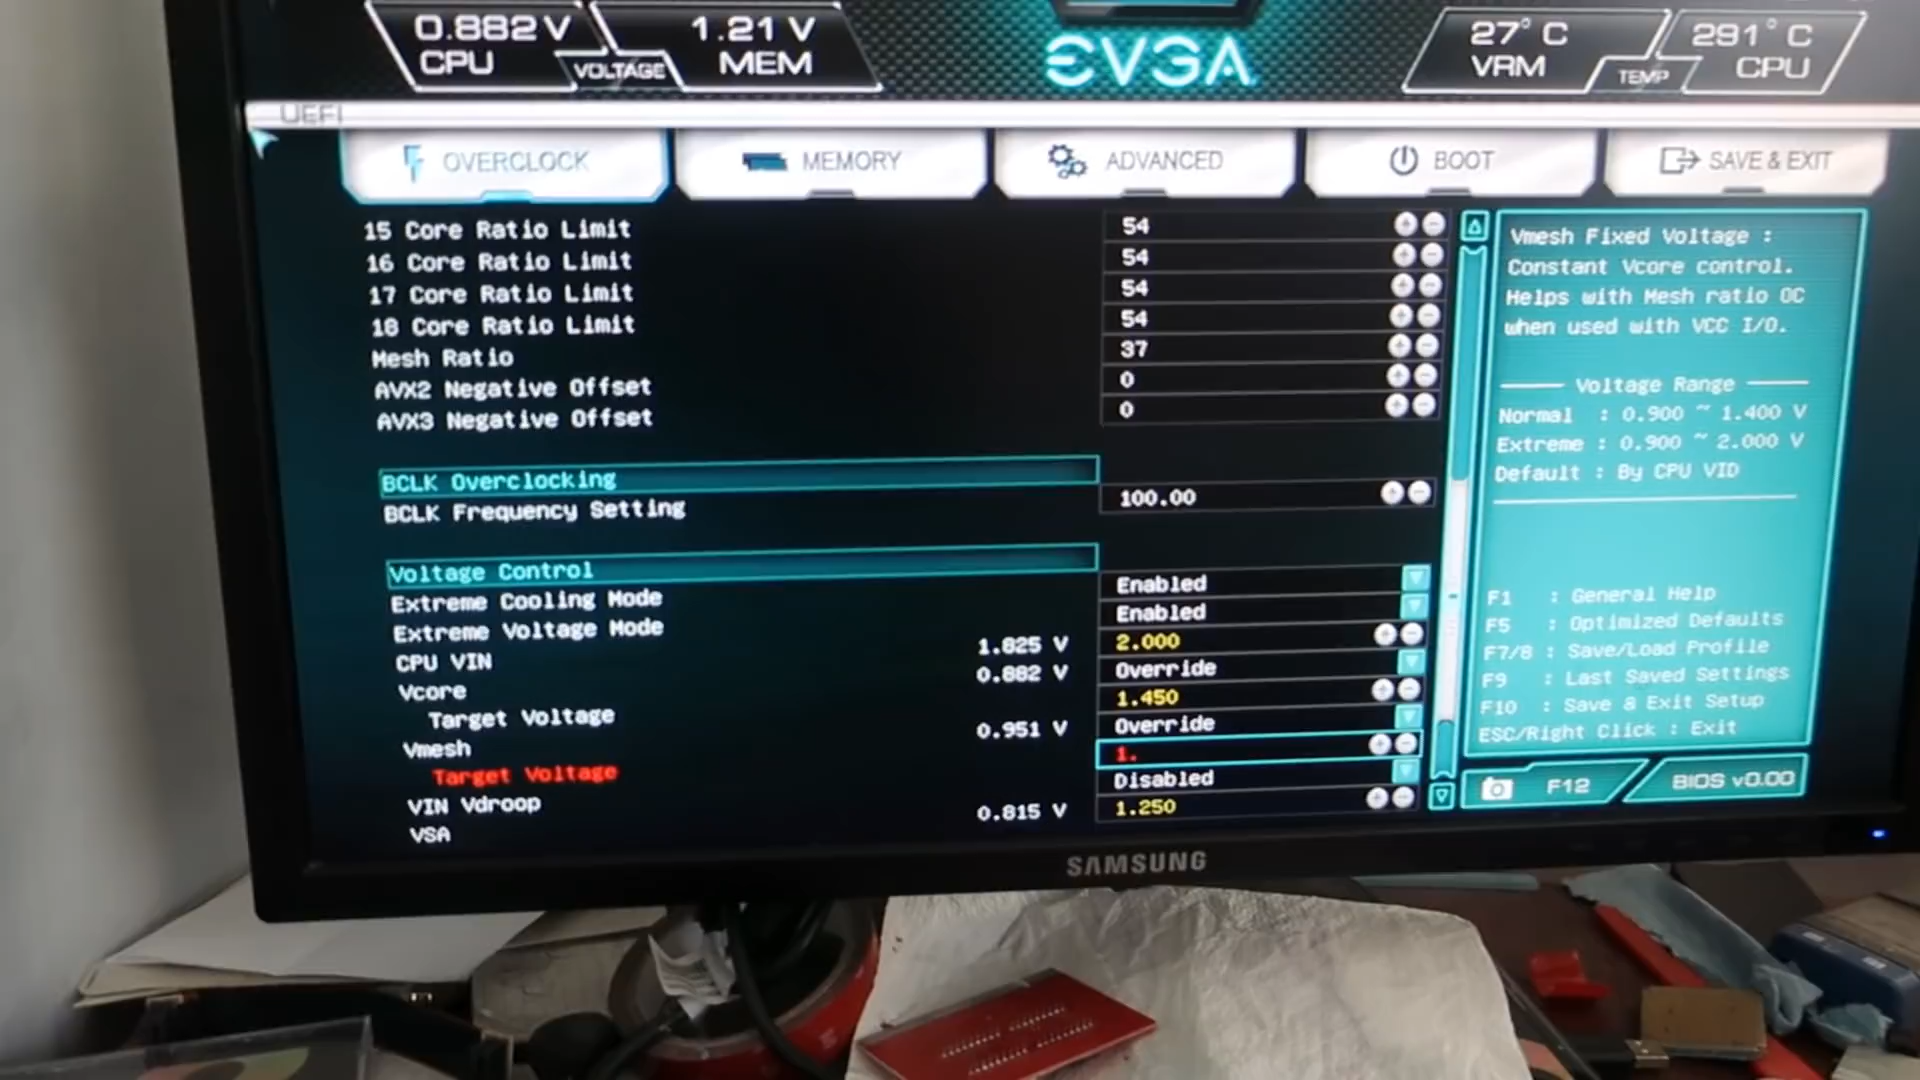 0.882 V
CPU
VOLTAGE
1.21 V
MEM
EVGA
27° C
VRM
TEMP
291° C
CPU
UEFI
OVERCLOCK
MEMORY
ADVANCED
BOOT
SAVE & EXIT
15 Core Ratio Limit 54
16 Core Ratio Limit 54
17 Core Ratio Limit 54
18 Core Ratio Limit 54
Mesh Ratio 37
AVX2 Negative Offset 0
AVX3 Negative Offset 0
BCLK Overclocking
BCLK Frequency Setting 100.00
Voltage Control
Extreme Cooling Mode Enabled
Extreme Voltage Mode Enabled
CPU VIN 1.825 V 2.000
Vcore 0.882 V Override
Target Voltage 1.450
Vmesh 0.951 V Override
Target Voltage 1.
VIN Vdroop Disabled
VSA 0.815 V 1.250
Vmesh Fixed Voltage :
Constant Vcore control.
Helps with Mesh ratio OC
when used with VCC I/O.
Voltage Range
Normal : 0.900 ~ 1.400 V
Extreme : 0.900 ~ 2.000 V
Default : By CPU VID
F1 : General Help
F5 : Optimized Defaults
F7/8 : Save/Load Profile
F9 : Last Saved Settings
F10 : Save & Exit Setup
ESC/Right Click : Exit
F12
BIOS v0.00
SAMSUNG